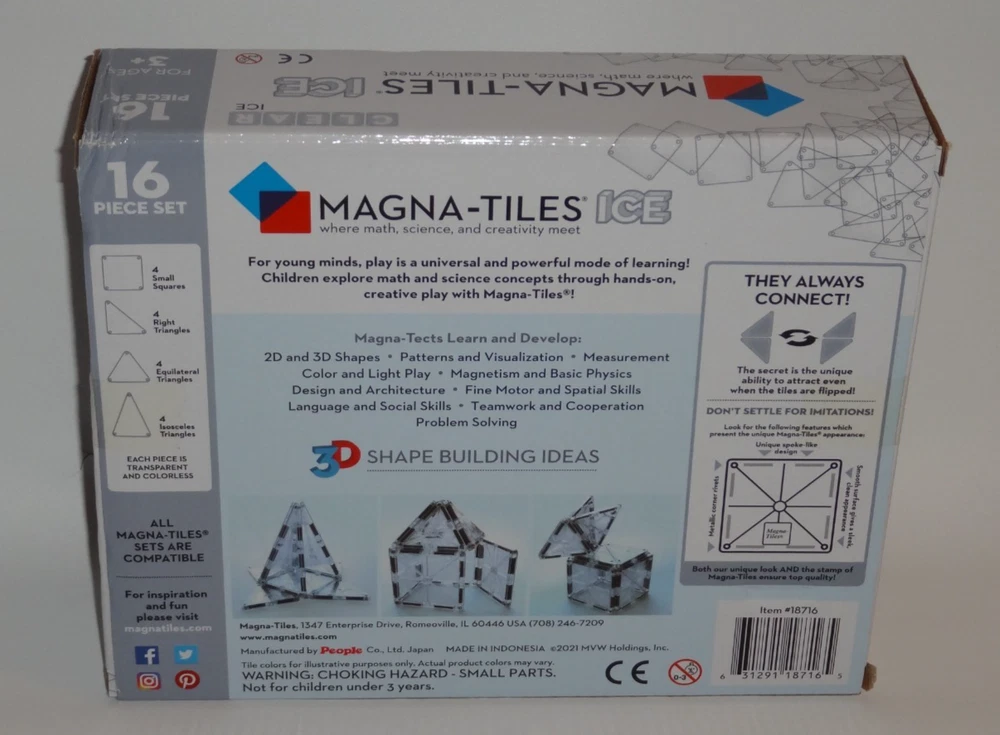 FOR AGES
3+
16
PIECE SET
CE
MAGNA-TILES® ICE
where math, science, and creativity meet
CLEAR
ICE
16
PIECE SET
4
Small
Squares
4
Right
Triangles
4
Equilateral
Triangles
4
Isosceles
Triangles
EACH PIECE IS
TRANSPARENT
AND COLORLESS
ALL
MAGNA-TILES®
SETS ARE
COMPATIBLE
For inspiration
and fun
please visit
magnatiles.com
MAGNA-TILES® ICE
where math, science, and creativity meet
For young minds, play is a universal and powerful mode of learning!
Children explore math and science concepts through hands-on,
creative play with Magna-Tiles®!
Magna-Tects Learn and Develop:
2D and 3D Shapes • Patterns and Visualization • Measurement
Color and Light Play • Magnetism and Basic Physics
Design and Architecture • Fine Motor and Spatial Skills
Language and Social Skills • Teamwork and Cooperation
Problem Solving
3D SHAPE BUILDING IDEAS
THEY ALWAYS
CONNECT!
The secret is the unique
ability to attract even
when the tiles are flipped!
DON'T SETTLE FOR IMITATIONS!
Look for the following features which
present the unique Magna-Tiles® appearance:
Unique spoke-like
design
Metallic corner rivets
Smooth surface gives a sleek,
clean appearance
Magna
Tiles
Both our unique look AND the stamp of
Magna-Tiles ensure top quality!
Magna-Tiles, 1347 Enterprise Drive, Romeoville, IL 60446 USA (708) 246-7209
www.magnatiles.com
Manufactured by People Co., Ltd. Japan MADE IN INDONESIA ©2021 MVW Holdings, Inc.
Tile colors for illustrative purposes only. Actual product colors may vary.
WARNING: CHOKING HAZARD - SMALL PARTS.
Not for children under 3 years.
CE
0-3
Item #18716
6 31291 18716 5